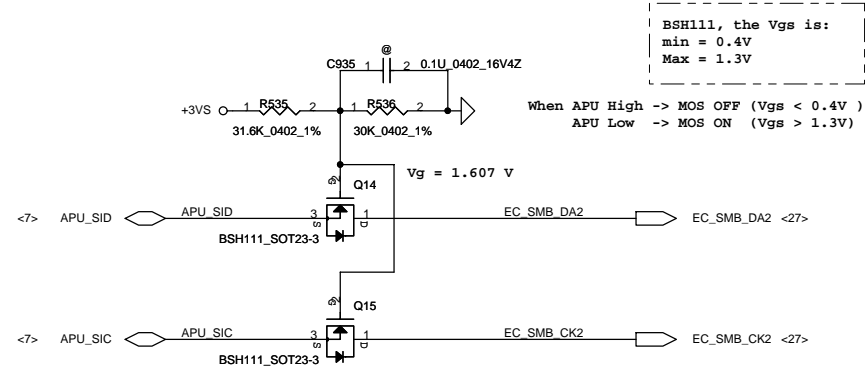 BSH111, the Vgs is:
min = 0.4V
Max = 1.3V
@
C935 1 2 0.1U_0402_16V4Z
+3VS 1 R535 2 1 R536 2
31.6K_0402_1% 30K_0402_1%
When APU High -> MOS OFF (Vgs < 0.4V )
APU Low -> MOS ON (Vgs > 1.3V)
Vg = 1.607 V
G 2 Q14
<7> APU_SID APU_SID 3 S 1 D EC_SMB_DA2 EC_SMB_DA2 <27>
BSH111_SOT23-3
G 2 Q15
<7> APU_SIC APU_SIC 3 S 1 D EC_SMB_CK2 EC_SMB_CK2 <27>
BSH111_SOT23-3